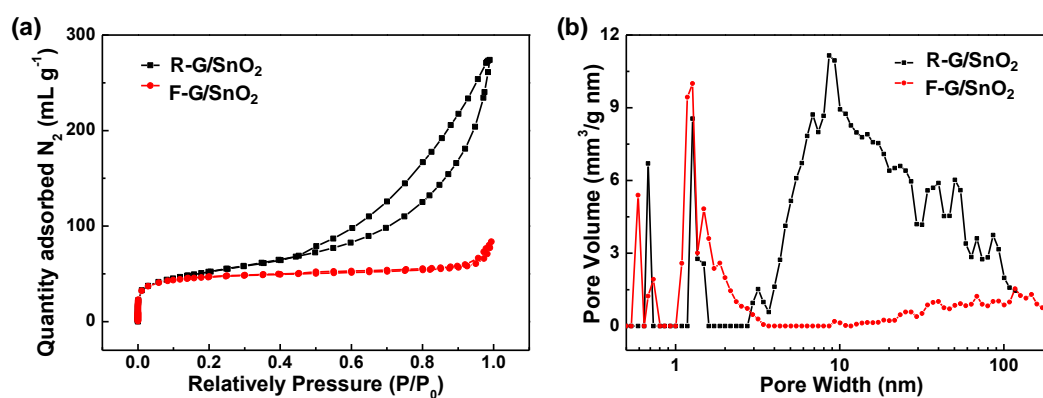 (a)
Quantity adsorbed N₂ (mL g⁻¹)
300
200
100
0
R-G/SnO₂
F-G/SnO₂
0.0 0.2 0.4 0.6 0.8 1.0
Relatively Pressure (P/P₀)
(b)
Pore Volume (mm³/g nm)
12
9
6
3
0
R-G/SnO₂
F-G/SnO₂
1 10 100
Pore Width (nm)